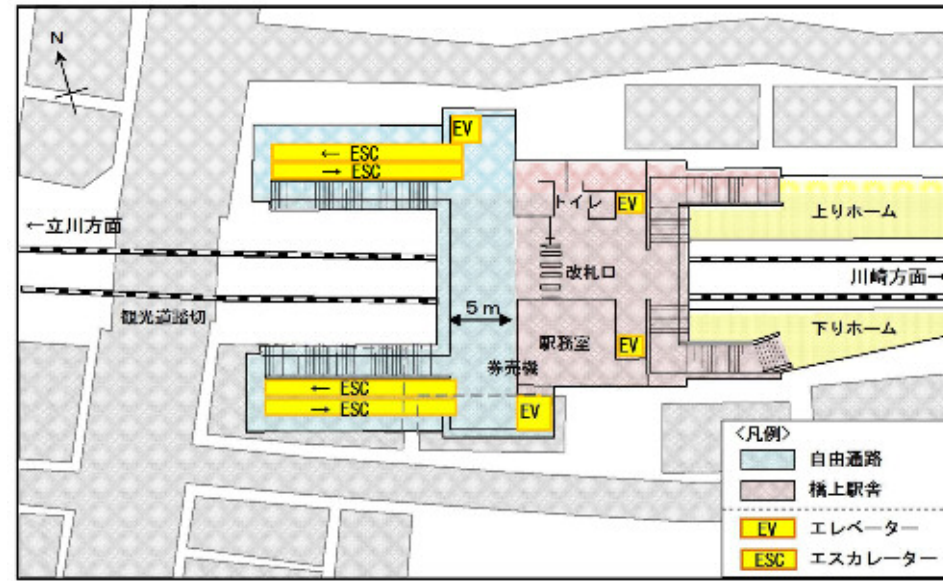 N
EV
← ESC
→ ESC
トイレ
EV
上りホーム
←立川方面
改札口
川崎方面→
観光道踏切
5m
駅務室
EV
下りホーム
券売機
← ESC
→ ESC
EV
<凡例>
自由通路
橋上駅舎
EV エレベーター
ESC エスカレーター